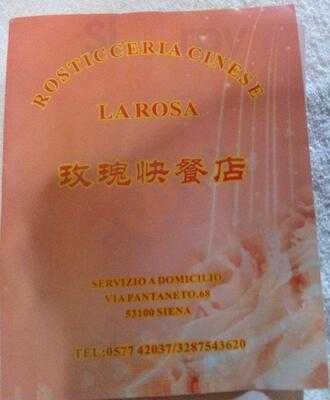 ROSTICCERIA CINESE
LA ROSA
玫瑰快餐店
SERVIZIO A DOMICILIO
VIA PANTANETO.68
53100 SIENA
TEL:0577 42037/3287543620